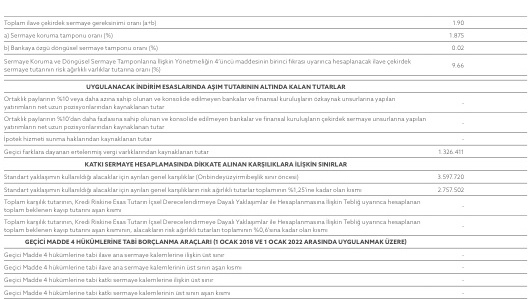 Toplam ilave çekirdek sermaye gereksinimi oranı (a+b) 1.90
a) Sermaye koruma tamponu oranı (%) 1 875
b) Bankaya özgü döngüsel sermaye tamponu oranı (%) 0.02
Sermaye Koruma ve Döngüsel Sermaye Tamponlarına İlişkin Yönetmeliğin 4'üncü maddesinin birinci fıkrası uyarınca hesaplanacak ilave çekirdek
sermaye tutarının risk ağırlıklı varlıklar tutarına oranı (%) 9.66
UYGULANACAK İNDİRİM ESASLARINDA AŞIM TUTARININ ALTINDA KALAN TUTARLAR
Ortaklık paylarının %10 veya daha azına sahip olunan ve konsolide edilmeyen bankalar ve finansal kuruluşların özkaynak unsurlarına yapılan
yatırımların net uzun pozisyonlarından kaynaklanan tutar -
Ortaklık paylarının %10'dan daha fazlasına sahip olunan ve konsolide edilmeyen bankalar ve finansal kuruluşların çekirdek sermaye unsurlarına yapılan
yatırımların net uzun pozisyonlarından kaynaklanan tutar -
İpotek hizmeti sunma haklarından kaynaklanan tutar -
Geçici farklara dayanan ertelenmiş vergi varlıklarından kaynaklanan tutar 1.326.411
KATKI SERMAYE HESAPLAMASINDA DİKKATE ALINAN KARŞILIKLARA İLİŞKİN SINIRLAR
Standart yaklaşımın kullanıldığı alacaklar için ayrılan genel karşılıklar (Onbindeyüzyirmibeşlik sınır öncesi) 3.597.720
Standart yaklaşımın kullanıldığı alacaklar için ayrılan genel karşılıkların risk ağırlıklı tutarlar toplamının %1,25'ine kadar olan kısmı 2.757.502
Toplam karşılık tutarının, Kredi Riskine Esas Tutarın İçsel Derecelendirmeye Dayalı Yaklaşımlar ile Hesaplanmasına İlişkin Tebliğ uyarınca hesaplanan
toplam beklenen kayıp tutarını aşan kısmı -
Toplam karşılık tutarının, Kredi Riskine Esas Tutarın İçsel Derecelendirmeye Dayalı Yaklaşımlar ile Hesaplanmasına İlişkin Tebliğ uyarınca hesaplanan
toplam beklenen kayıp tutarını aşan kısmının, alacakların risk ağırlıklı tutarları toplamının %0,6'sına kadar olan kısmı -
GEÇİCİ MADDE 4 HÜKÜMLERİNE TABİ BORÇLANMA ARAÇLARI (1 OCAK 2018 VE 1 OCAK 2022 ARASINDA UYGULANMAK ÜZERE)
Geçici Madde 4 hükümlerine tabi ilave ana sermaye kalemlerine ilişkin üst sınır -
Geçici Madde 4 hükümlerine tabi ilave ana sermaye kalemlerinin üst sınırı aşan kısmı -
Geçici Madde 4 hükümlerine tabi katkı sermaye kalemlerine ilişkin üst sınır -
Geçici Madde 4 hükümlerine tabi katkı sermaye kalemlerinin üst sınırı aşan kısmı -